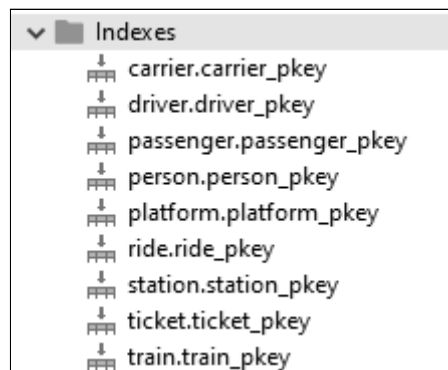 Indexes
carrier.carrier_pkey
driver.driver_pkey
passenger.passenger_pkey
person.person_pkey
platform.platform_pkey
ride.ride_pkey
station.station_pkey
ticket.ticket_pkey
train.train_pkey